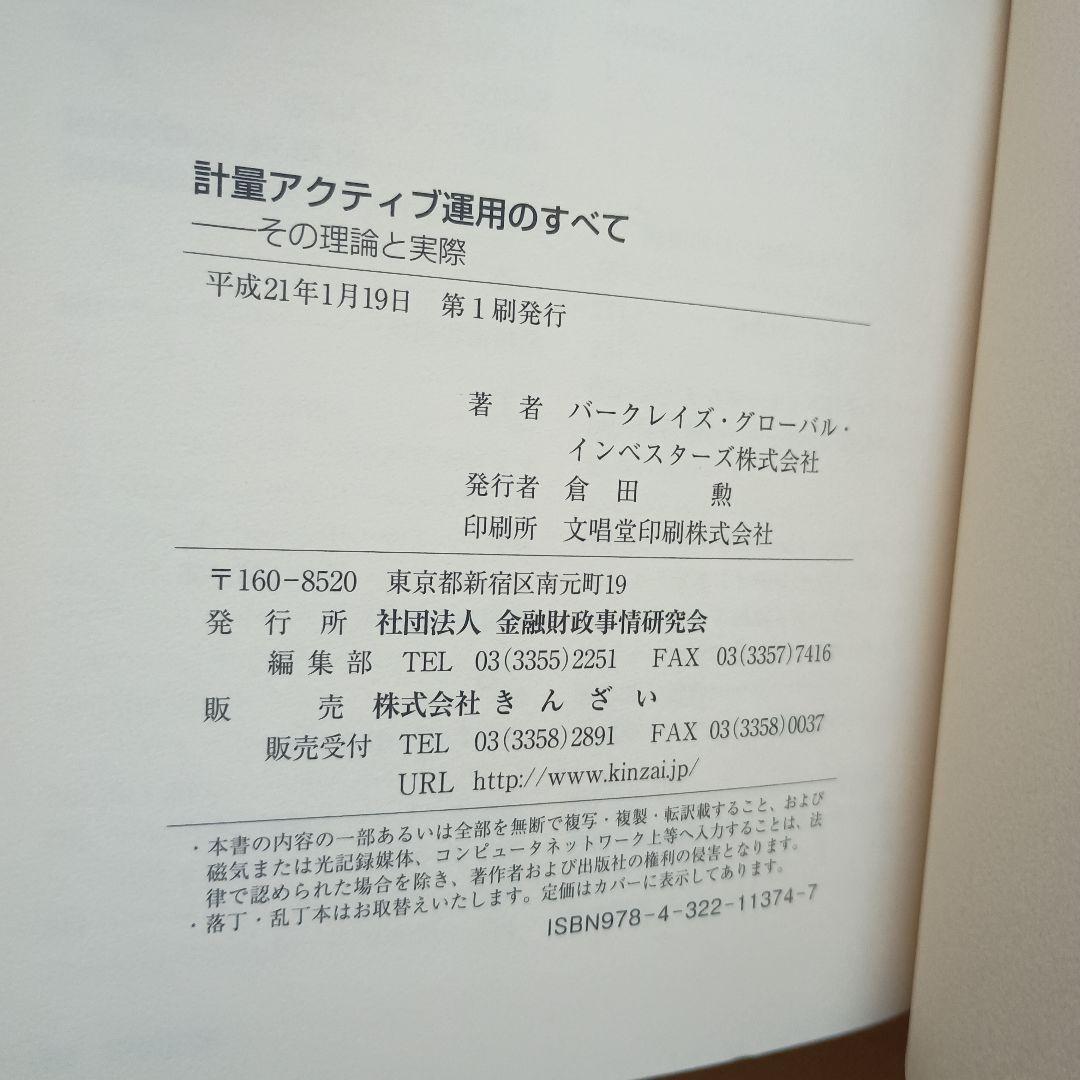 計量アクティブ運用のすべて
――その理論と実際
平成21年1月19日　第1刷発行
著　者　バークレイズ・グローバル・
インベスターズ株式会社
発行者　倉　田　　　勲
印刷所　文唱堂印刷株式会社
〒160-8520　東京都新宿区南元町19
発　行　所　社団法人 金融財政事情研究会
編 集 部　TEL　03(3355)2251　FAX　03(3357)7416
販　　　売　株式会社 き ん ざ い
販売受付　TEL　03(3358)2891　FAX　03(3358)0037
URL　http://www.kinzai.jp/
・本書の内容の一部あるいは全部を無断で複写・複製・転訳載すること、および
磁気または光記録媒体、コンピュータネットワーク上等へ入力することは、法
律で認められた場合を除き、著作者および出版社の権利の侵害となります。
・落丁・乱丁本はお取替えいたします。定価はカバーに表示してあります。
ISBN978-4-322-11374-7